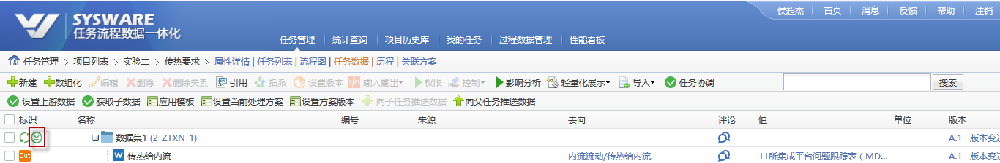 侯超杰 首页 消息 反馈 帮助 注销
SYSWARE
任务流程数据一体化
任务管理 统计查询 项目历史库 我的任务 过程数据管理 性能看板
任务管理 > 项目列表 > 实验二 > 传热要求 > 属性详情 | 任务列表 | 流程图 | 任务数据 | 历程 | 关联方案
新建 数组化 编辑 删除 删除关系 引用 指派 设置版本 I/O 输入输出 权限 控制 影响分析 轻量化展示 导入 任务协调 搜索
设置上游数据 获取子数据 应用模板 设置当前处理方案 设置方案版本 向子任务推送数据 向父任务推送数据
标识 名称 编号 来源 去向 评论 值 单位 版本
数据集1 (2_ZTXN_1) A.1 版本变迁
Out W 传热给内流 内流流动/传热给内流 11所集成平台问题跟踪表（MD... A.1 版本变迁